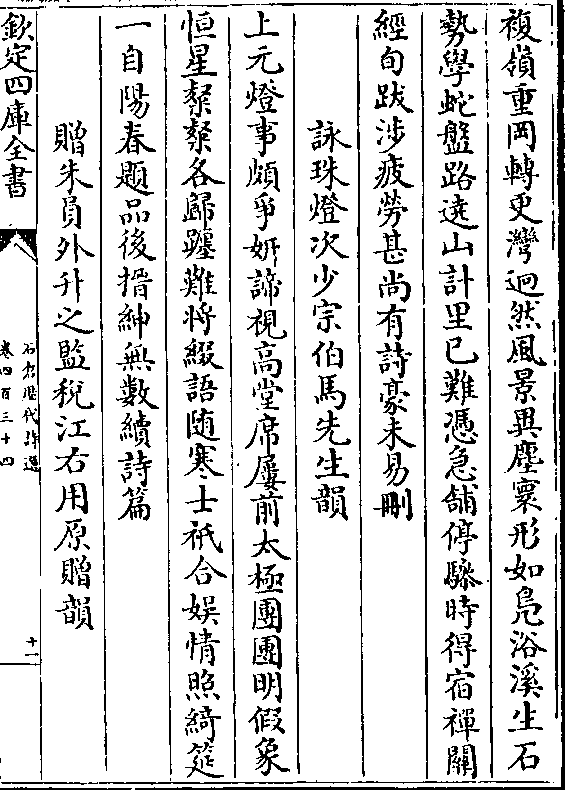 複嶺重岡轉更灣迥然風景異塵寰形如鳧浴溪生石
勢學蛇盤路遶山計里已難憑急舖停驂時得宿禪關
經旬跋涉疲勞甚尚有詩豪未易刪
詠珠燈次少宗伯馬先生韻
上元燈事頗爭妍諦視高堂席屢前太極團團明假象
恒星粲粲各歸躔難將綴語随寒士祇合娯情照綺筵
一自陽春題品後搢紳無數續詩篇
贈朱員外升之監稅江右用原贈韻
欽定四庫全書
石倉歴代詩選
卷四百三十四
十一